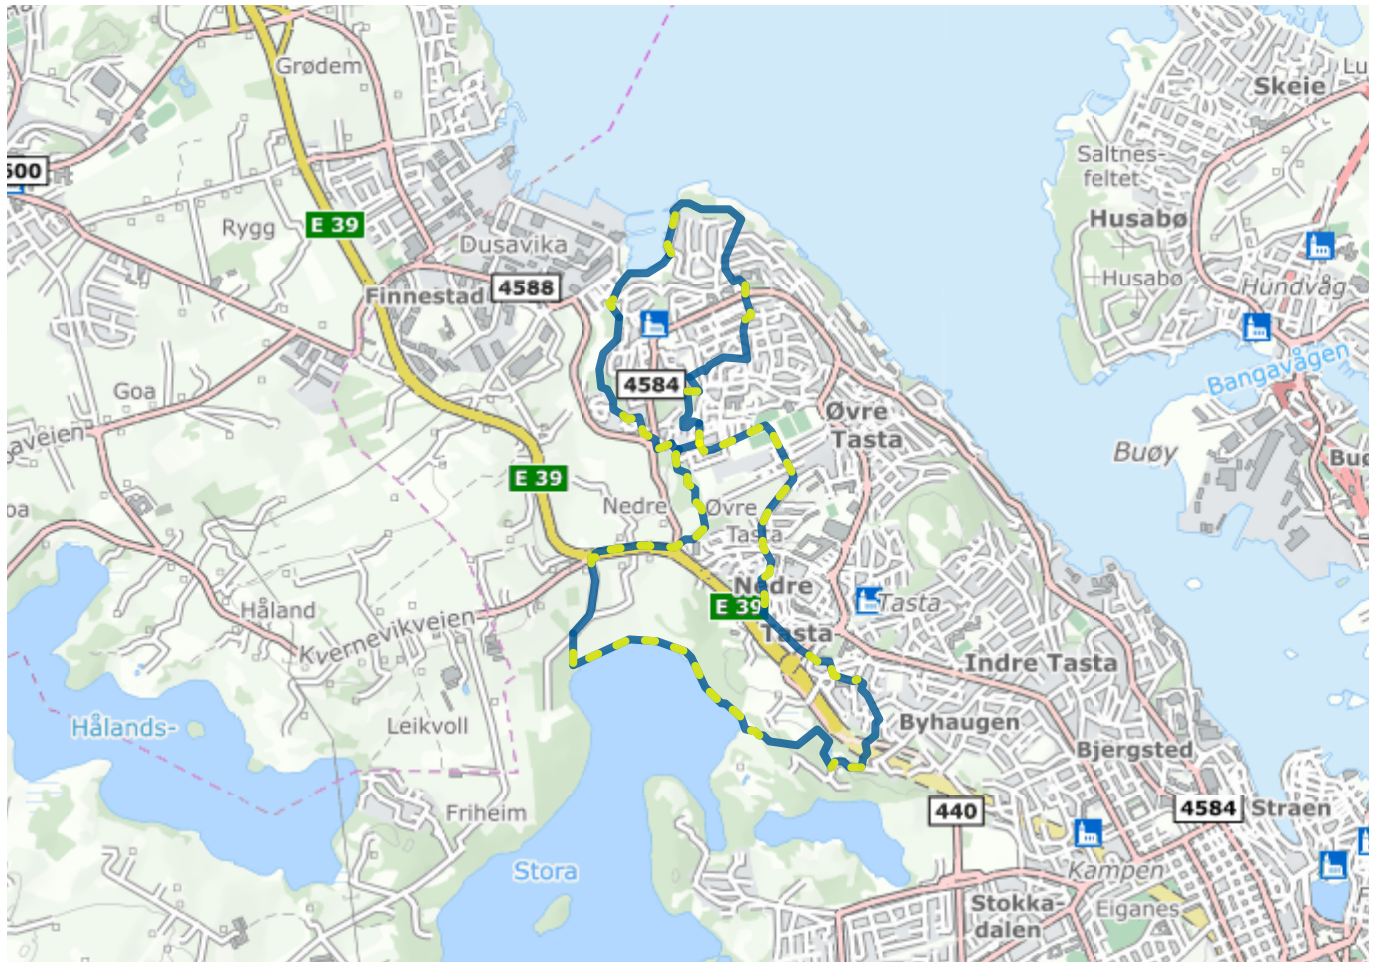 Grødem
Skeie
Lu
Saltnes-
feltet
500
Husabø
E 39
Rygg
Dusavika
Husabø
Hundvåg
4588
Finnestad
Bangavågen
4584
Goa
Øvre
Tasta
Buøy
E 39
Nedre
Øvre
Tasta
Nedre
E 39
Tasta
Tasta
Håland
Kvernevikveien
Indre Tasta
Hålands-
Leikvoll
Byhaugen
Bjergsted
Friheim
440
4584
Straen
Stora
Kampen
Stokka-
dalen
Eiganes